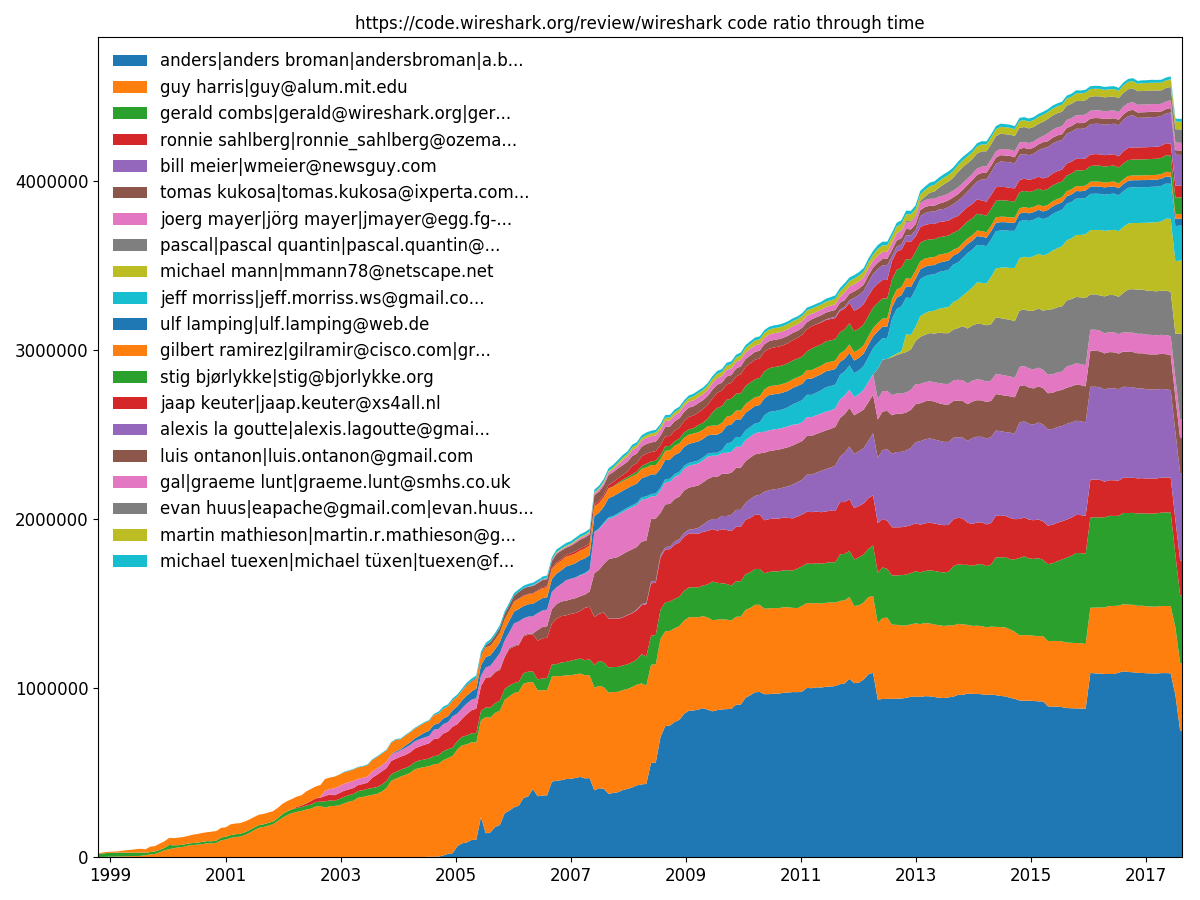 https://code.wireshark.org/review/wireshark code ratio through time
anders|anders broman|andersbroman|a.b...
guy harris|guy@alum.mit.edu
gerald combs|gerald@wireshark.org|ger...
ronnie sahlberg|ronnie_sahlberg@ozema...
bill meier|wmeier@newsguy.com
tomas kukosa|tomas.kukosa@ixperta.com...
joerg mayer|jörg mayer|jmayer@egg.fg-...
pascal|pascal quantin|pascal.quantin@...
michael mann|mmann78@netscape.net
jeff morriss|jeff.morriss.ws@gmail.co...
ulf lamping|ulf.lamping@web.de
gilbert ramirez|gilramir@cisco.com|gr...
stig bjørlykke|stig@bjorlykke.org
jaap keuter|jaap.keuter@xs4all.nl
alexis la goutte|alexis.lagoutte@gmai...
luis ontanon|luis.ontanon@gmail.com
gal|graeme lunt|graeme.lunt@smhs.co.uk
evan huus|eapache@gmail.com|evan.huus...
martin mathieson|martin.r.mathieson@g...
michael tuexen|michael tüxen|tuexen@f...
4000000
3000000
2000000
1000000
0
1999 2001 2003 2005 2007 2009 2011 2013 2015 2017